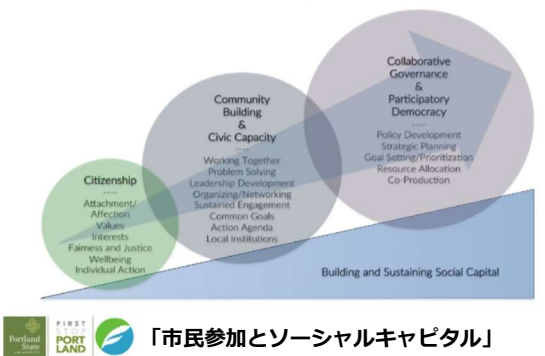 Citizenship
----
Attachment/
Affection
Values
Interests
Fairness and Justice
Wellbeing
Individual Action
Community
Building
&
Civic Capacity
----
Working Together
Problem Solving
Leadership Development
Organizing/Networking
Sustained Engagement
Common Goals
Action Agenda
Local Institutions
Collaborative
Governance
&
Participatory
Democracy
----
Policy Development
Strategic Planning
Goal Setting/Prioritization
Resource Allocation
Co-Production
Building and Sustaining Social Capital
Portland
State
UNIVERSITY
FIRST
STOP
PORT
LAND
「市民参加とソーシャルキャピタル」